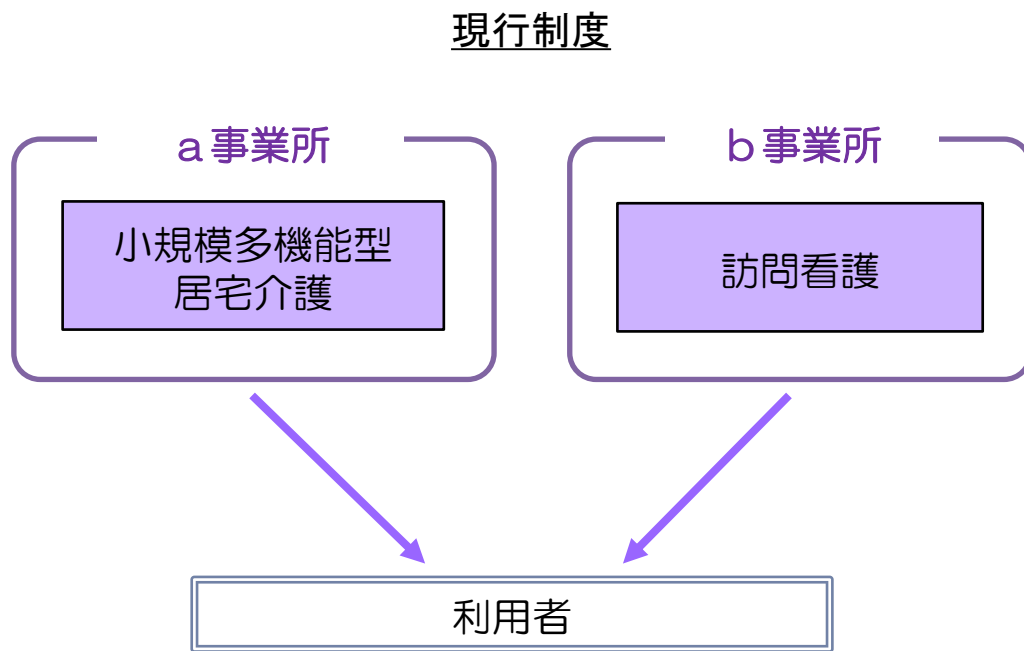 現行制度
a事業所
b事業所
小規模多機能型
居宅介護
訪問看護
利用者